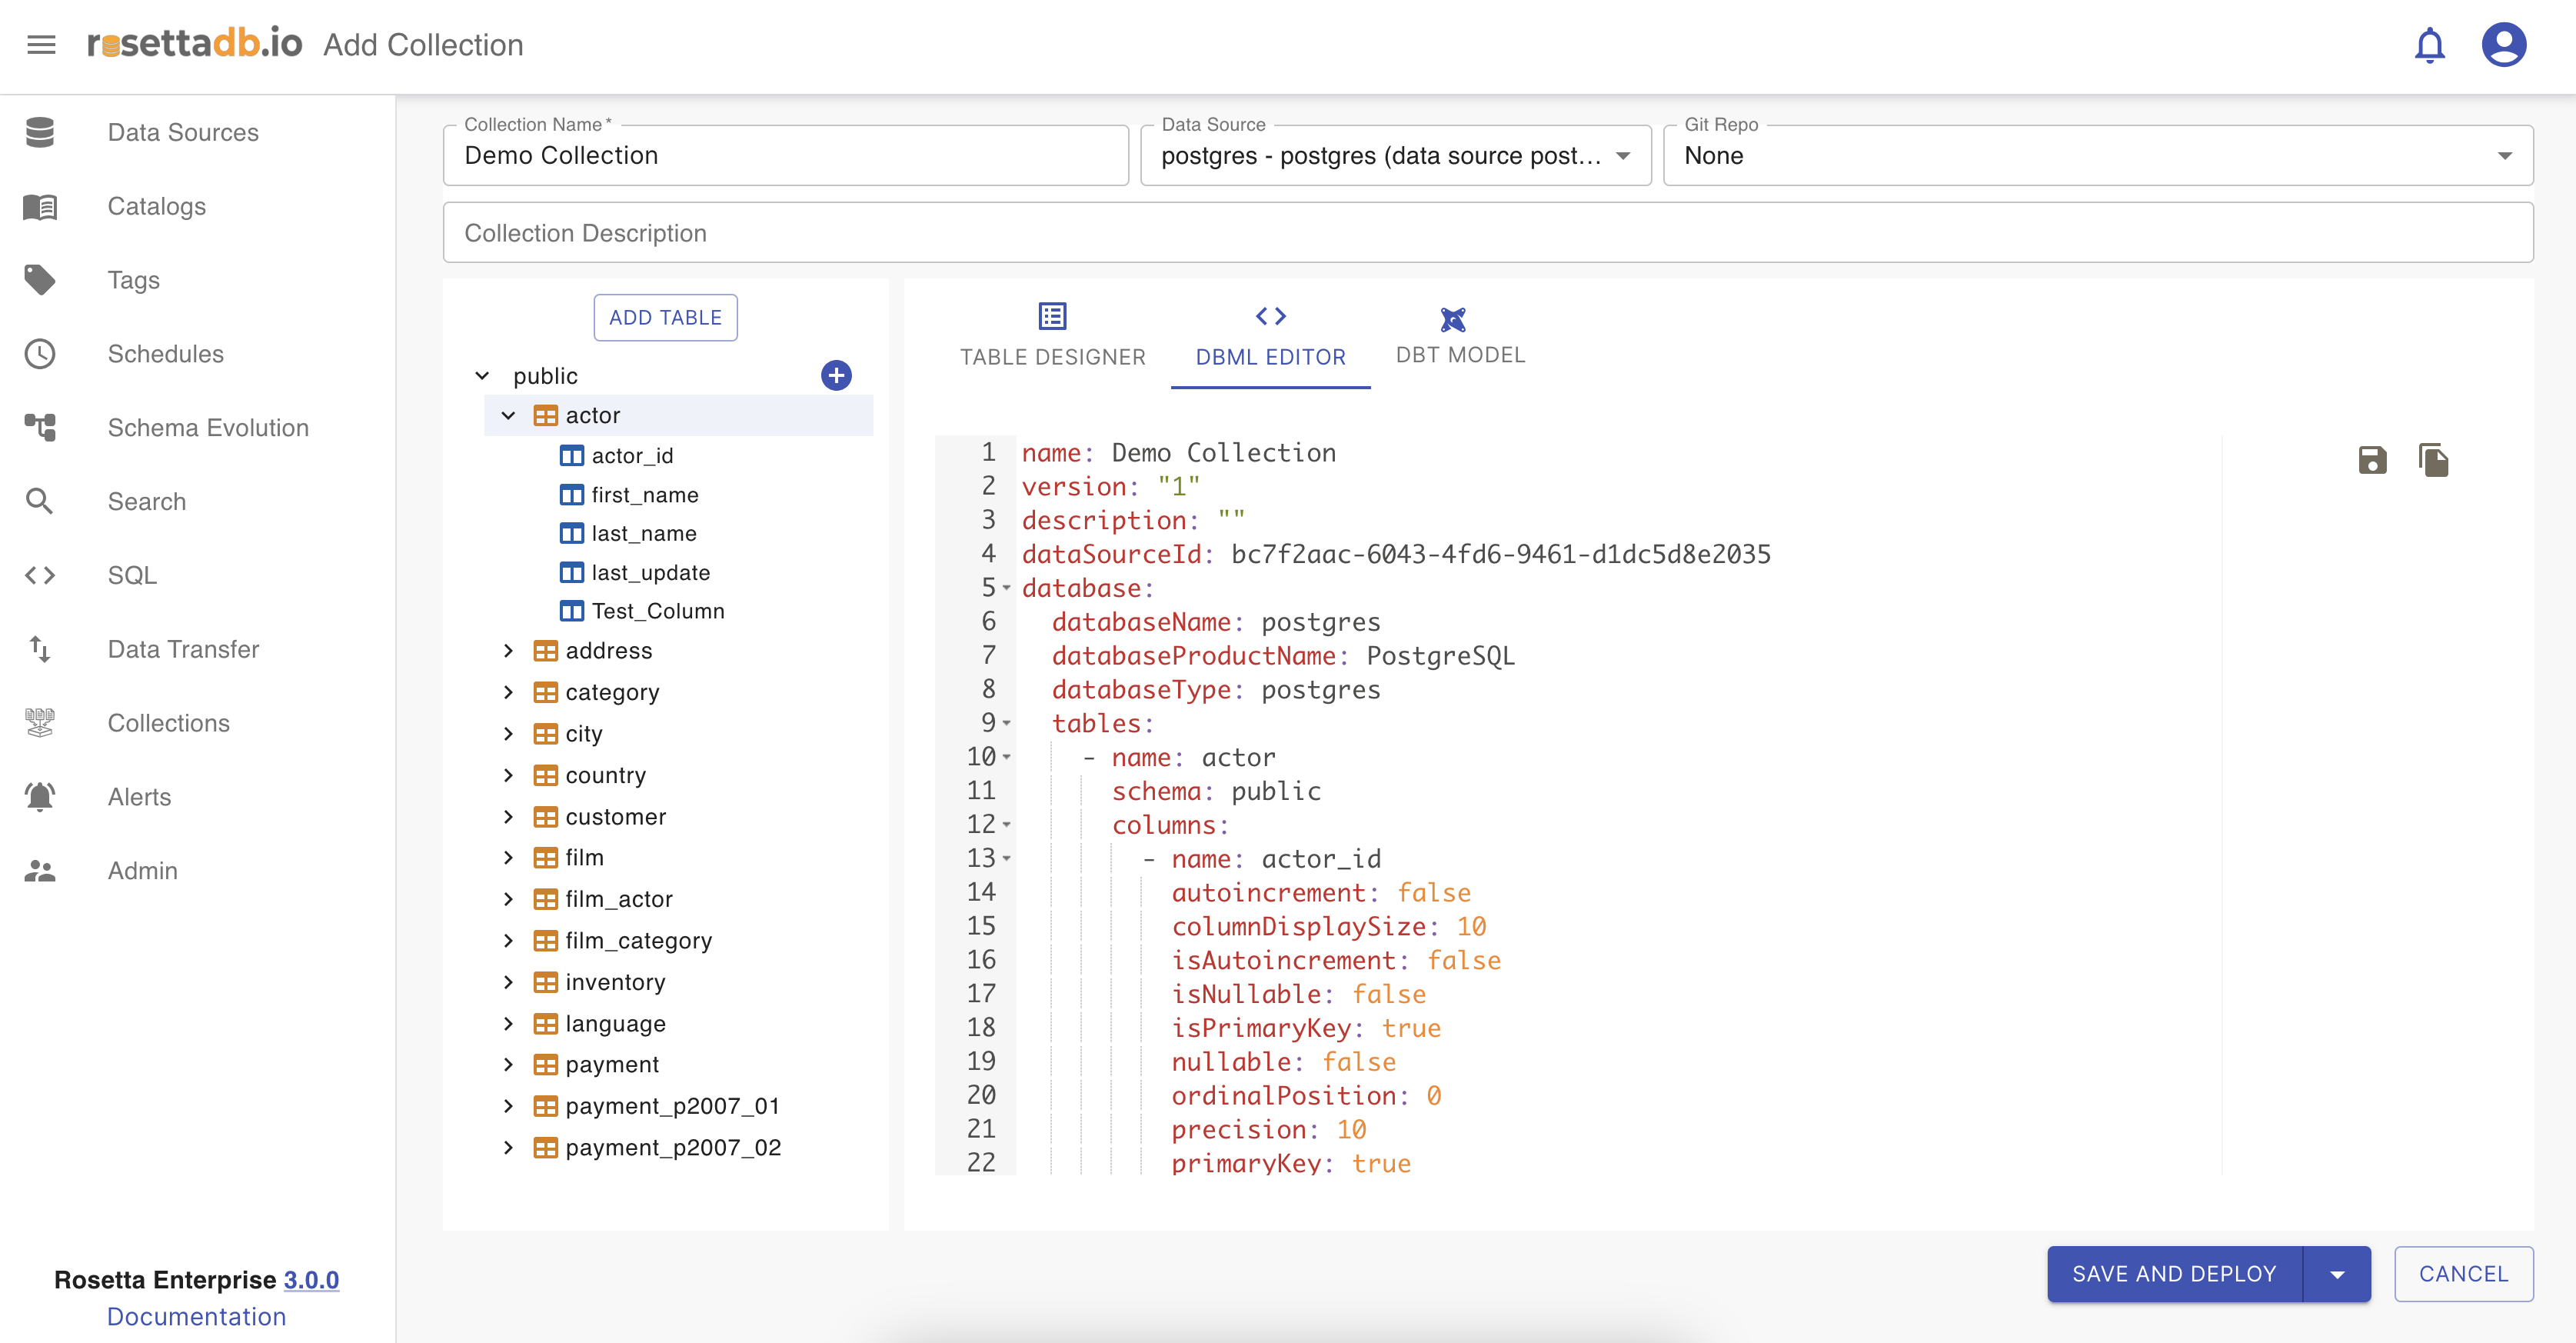 rosettadb.io Add Collection
Data Sources
Catalogs
Tags
Schedules
Schema Evolution
Search
SQL
Data Transfer
Collections
Alerts
Admin
Rosetta Enterprise 3.0.0
Documentation
Collection Name *
Demo Collection
Data Source
postgres - postgres (data source post...
Git Repo
None
Collection Description
ADD TABLE
public
actor
actor_id
first_name
last_name
last_update
Test_Column
address
category
city
country
customer
film
film_actor
film_category
inventory
language
payment
payment_p2007_01
payment_p2007_02
TABLE DESIGNER
DBML EDITOR
DBT MODEL
1 name: Demo Collection
2 version: "1"
3 description: ""
4 dataSourceId: bc7f2aac-6043-4fd6-9461-d1dc5d8e2035
5 database:
6 databaseName: postgres
7 databaseProductName: PostgreSQL
8 databaseType: postgres
9 tables:
10 - name: actor
11 schema: public
12 columns:
13 - name: actor_id
14 autoincrement: false
15 columnDisplaySize: 10
16 isAutoincrement: false
17 isNullable: false
18 isPrimaryKey: true
19 nullable: false
20 ordinalPosition: 0
21 precision: 10
22 primaryKey: true
SAVE AND DEPLOY
CANCEL